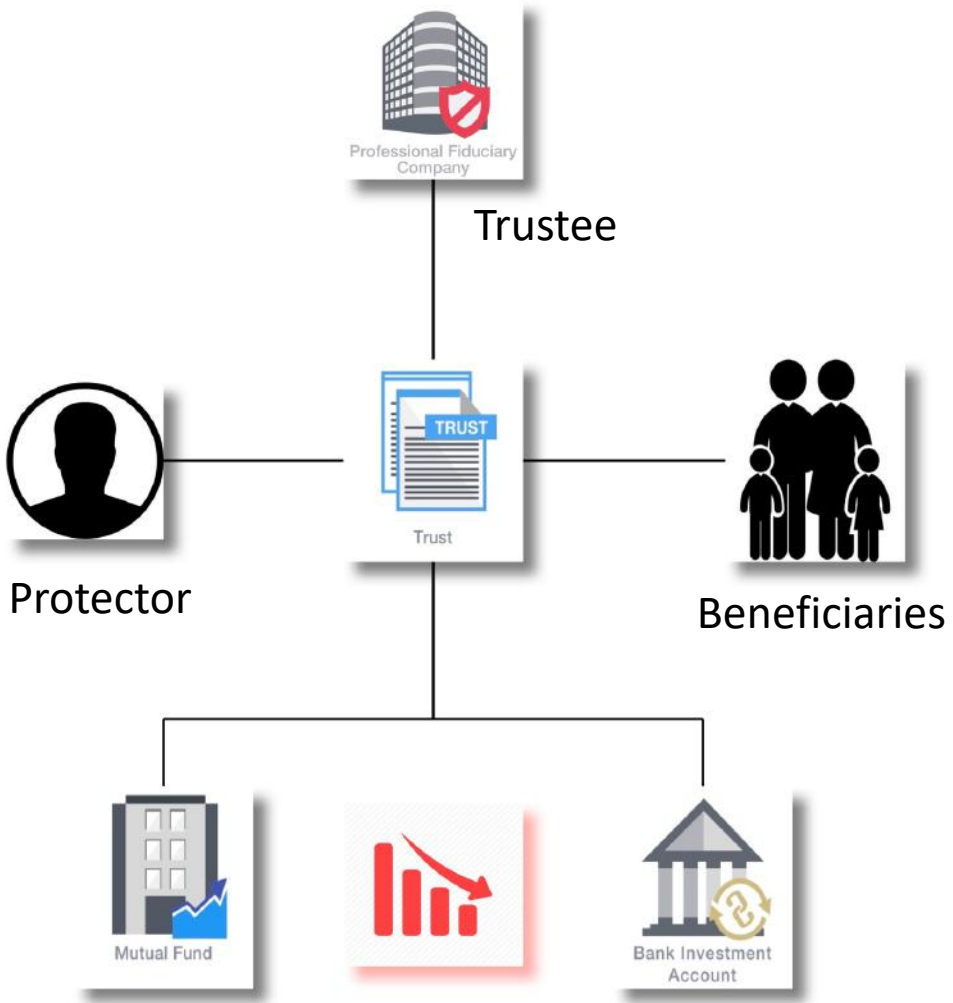 Professional Fiduciary
Company
Trustee
TRUST
Trust
Protector
Beneficiaries
Mutual Fund
Bank Investment
Account